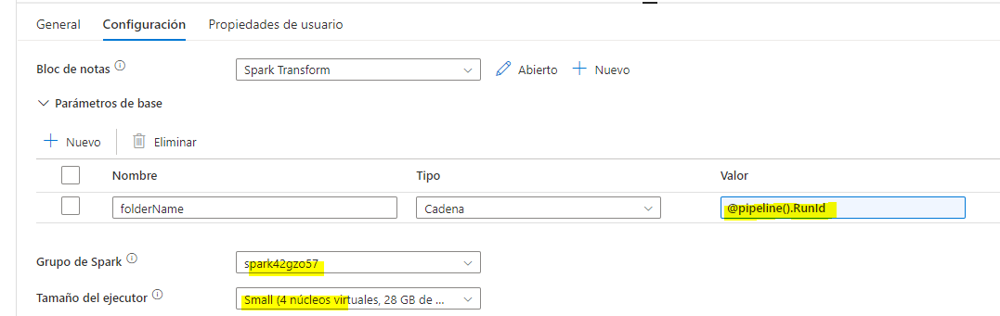 General Configuración Propiedades de usuario
Bloc de notas Spark Transform Abierto Nuevo
Parámetros de base
Nuevo Eliminar
Nombre Tipo Valor
folderName Cadena @pipeline().RunId
Grupo de Spark spark42gzo57
Tamaño del ejecutor Small (4 núcleos virtuales, 28 GB de ...